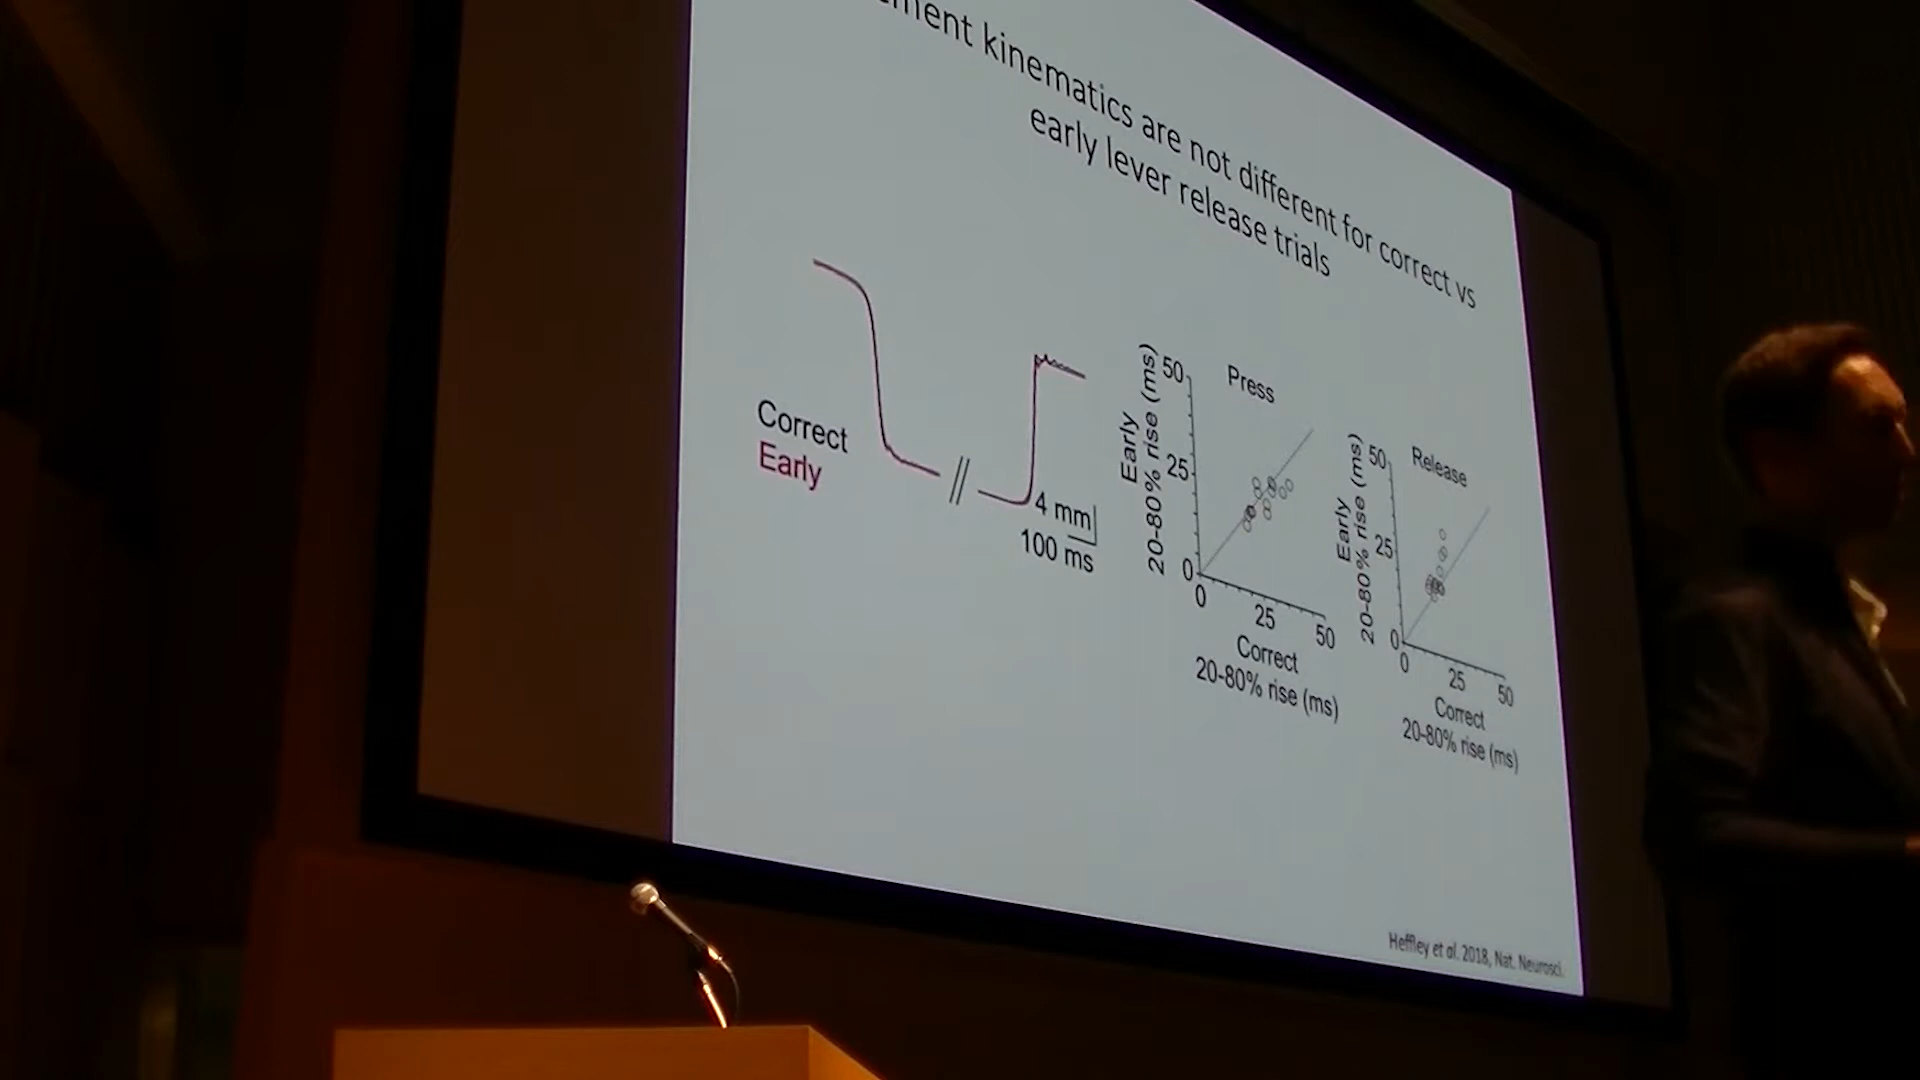 kinematics are not different for correct vs
early lever release trials
Correct
Early
4 mm
100 ms
Press
Early
20-80% rise (ms)
50
25
0
0
25
50
Correct
20-80% rise (ms)
Release
Early
20-80% rise (ms)
50
25
0
0
25
50
Correct
20-80% rise (ms)
Heffley et al. 2018, Nat. Neurosci.